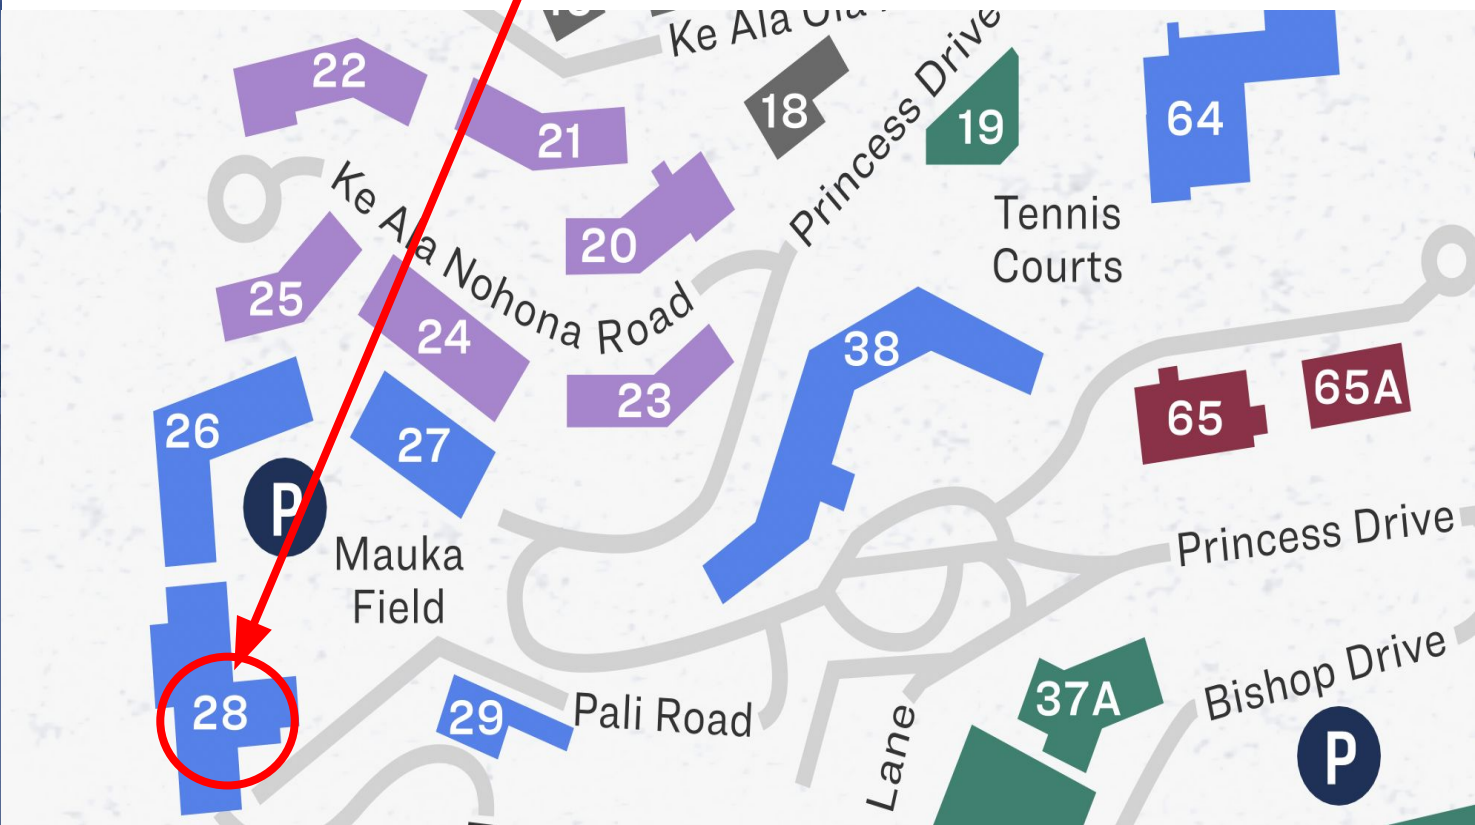 Ke Ala
22
21
18
Princess Drive
19
64
Ke Ala Nohona Road
20
Tennis
Courts
25
24
38
23
65
65A
26
27
P
Mauka
Field
Princess Drive
28
29
Pali Road
Lane
37A
Bishop Drive
P